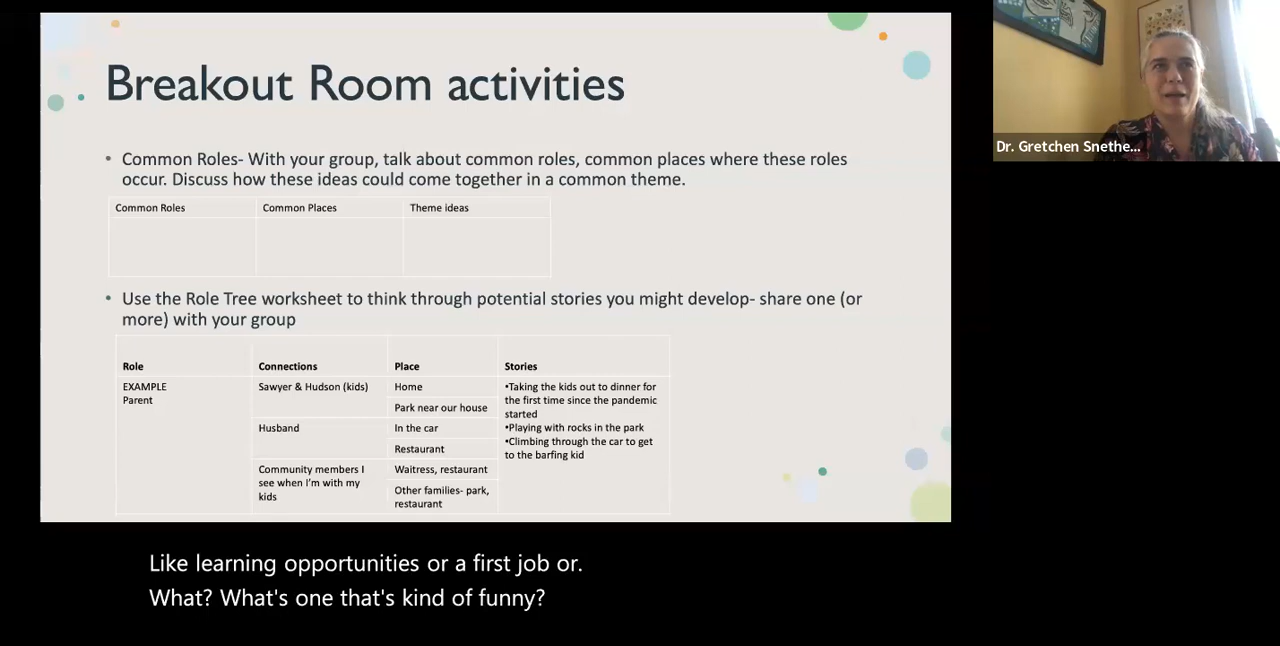 Breakout Room activities
Dr. Gretchen Snethe...
• Common Roles- With your group, talk about common roles, common places where these roles
occur. Discuss how these ideas could come together in a common theme.
Common Roles Common Places Theme ideas
• Use the Role Tree worksheet to think through potential stories you might develop- share one (or
more) with your group
Role Connections Place Stories
EXAMPLE
Parent
Sawyer & Hudson (kids)
Home
Park near our house
Husband
In the car
Restaurant
Community members I
see when I'm with my
kids
Waitress, restaurant
Other families- park,
restaurant
•Taking the kids out to dinner for
the first time since the pandemic
started
•Playing with rocks in the park
•Climbing through the car to get
to the barfing kid
Like learning opportunities or a first job or.
What? What's one that's kind of funny?